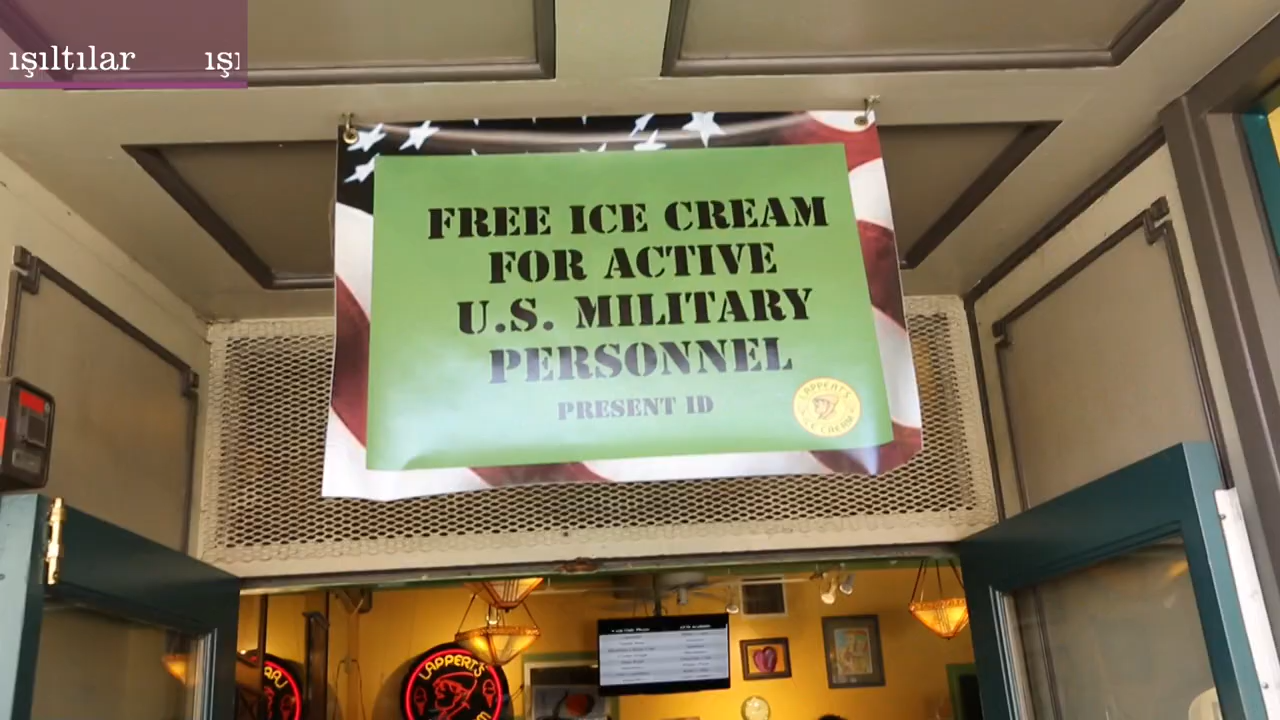 ışıltılar ışı
FREE ICE CREAM
FOR ACTIVE
U.S. MILITARY
PERSONNEL
PRESENT ID
LAPPERT'S
ICE CREAM
LAPPERT'S